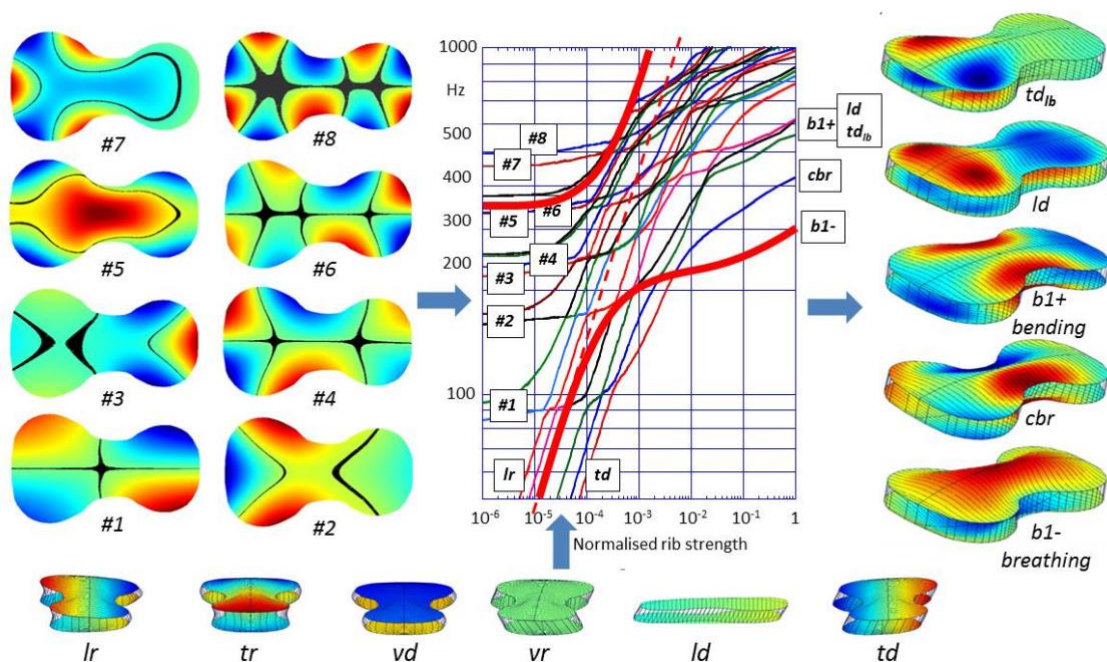 #7
#8
#5
#6
#3
#4
#1
#2
1000
Hz
500
400
300
200
100
#8
#7
#5
#6
#4
#3
#2
#1
lr
td
b1+ ld
td_lb
cbr
b1-
10^-6 10^-5 10^-4 10^-3 10^-2 10^-1 1
Normalised rib strength
td_lb
ld
b1+
bending
cbr
b1-
breathing
lr tr vd vr ld td